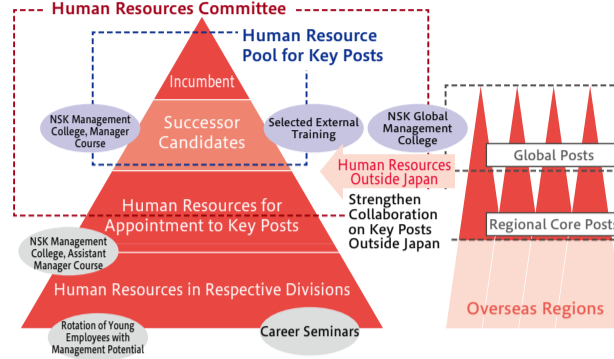 Human Resources Committee
Human Resource
Pool for Key Posts
Incumbent
NSK Management
College, Manager
Course
Successor
Candidates
Selected External
Training
NSK Global
Management
College
Human Resources
Outside Japan
Strengthen
Collaboration
on Key Posts
Outside Japan
Global Posts
Regional Core Posts
Overseas Regions
Human Resources for
Appointment to Key Posts
NSK Management
College, Assistant
Manager Course
Human Resources in Respective Divisions
Rotation of Young
Employees with
Management Potential
Career Seminars